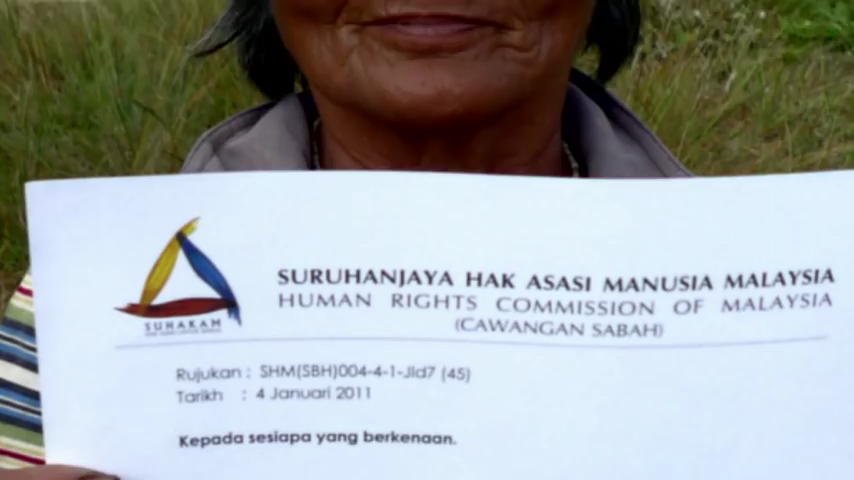 SURUHANJAYA HAK ASASI MANUSIA MALAYSIA
HUMAN RIGHTS COMMISSION OF MALAYSIA
(CAWANGAN SABAH)
SUHAKAM
Rujukan : SHM(SBH)004-4-1-Jld7 (45)
Tarikh : 4 Januari 2011
Kepada sesiapa yang berkenaan.